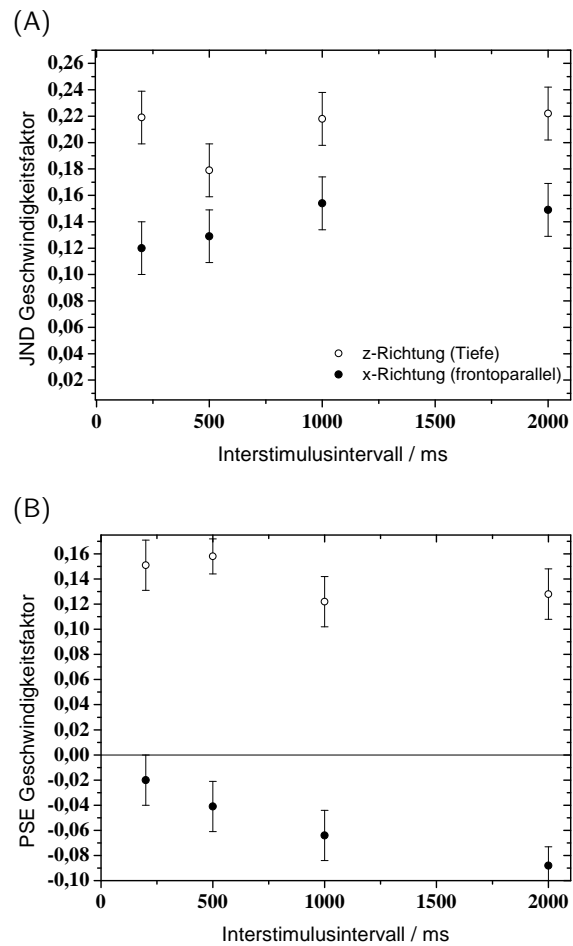 (A)
0,26
0,24
0,22
0,20
0,18
0,16
0,14
0,12
0,10
0,08
0,06
0,04
0,02
JND Geschwindigkeitsfaktor
z-Richtung (Tiefe)
x-Richtung (frontoparallel)
0 500 1000 1500 2000
Interstimulusintervall / ms
(B)
0,16
0,14
0,12
0,10
0,08
0,06
0,04
0,02
0,00
-0,02
-0,04
-0,06
-0,08
-0,10
PSE Geschwindigkeitsfaktor
0 500 1000 1500 2000
Interstimulusintervall / ms